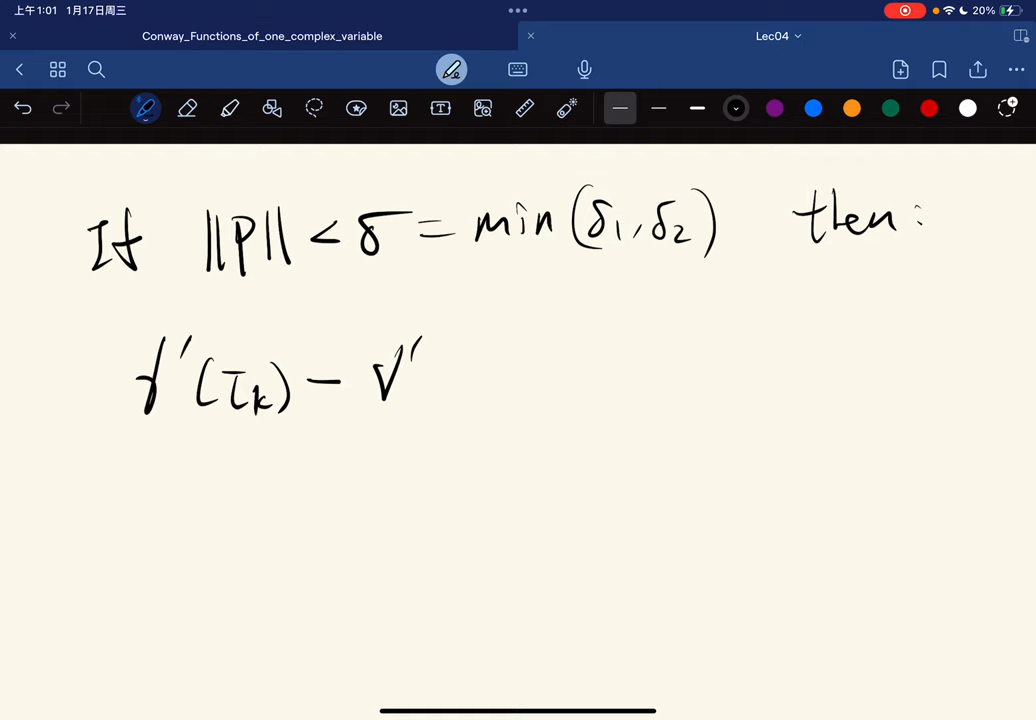 上午1:01 1月17日周三 20%
Conway_Functions_of_one_complex_variable Lec04
If ||P|| < δ = min(δ₁, δ₂) then :
γ'(τₖ) − γ'